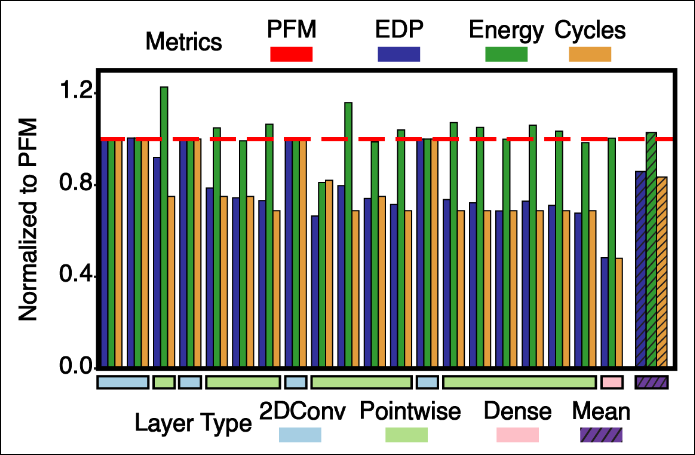 Metrics PFM EDP Energy Cycles
Normalized to PFM
1.2
0.8
0.4
0.0
Layer Type 2DConv Pointwise Dense Mean